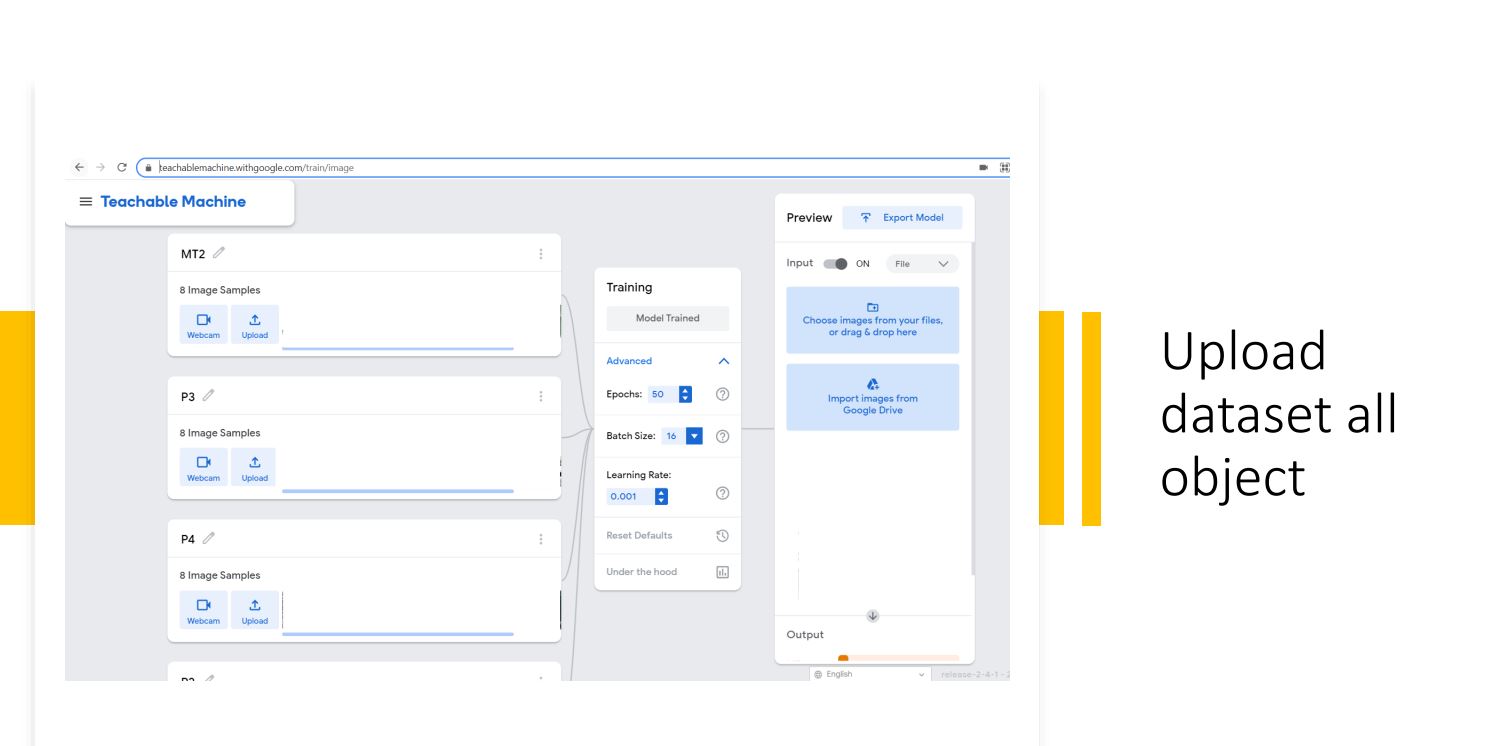 teachablemachine.withgoogle.com/train/image
Teachable Machine
MT2
8 Image Samples
Webcam
Upload
P3
8 Image Samples
Webcam
Upload
P4
8 Image Samples
Webcam
Upload
Training
Model Trained
Advanced
Epochs: 50
Batch Size: 16
Learning Rate:
0.001
Reset Defaults
Under the hood
Preview
Export Model
Input ON File
Choose images from your files,
or drag & drop here
Import images from
Google Drive
Output
English
release-2-4-1 - 2
Upload
dataset all
object